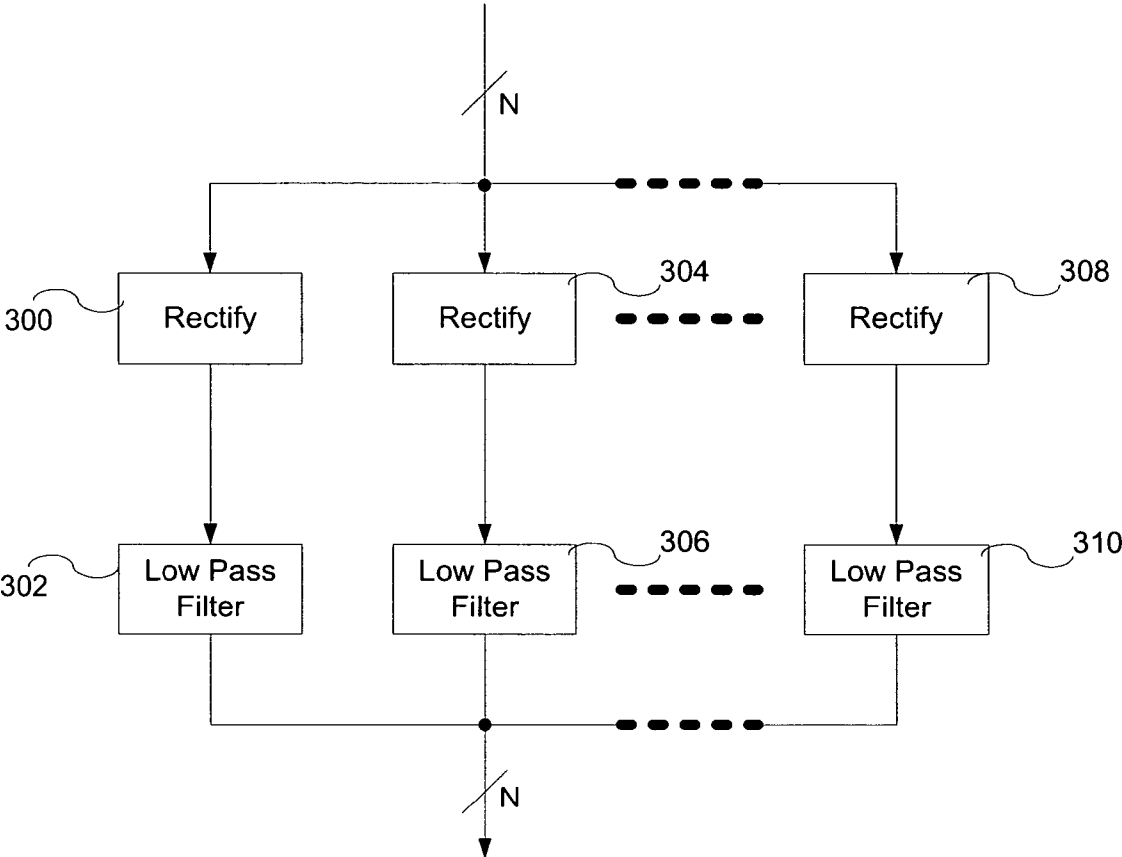 N
304
308
300
Rectify
Rectify
Rectify
306
310
302
Low Pass
Filter
Low Pass
Filter
Low Pass
Filter
N